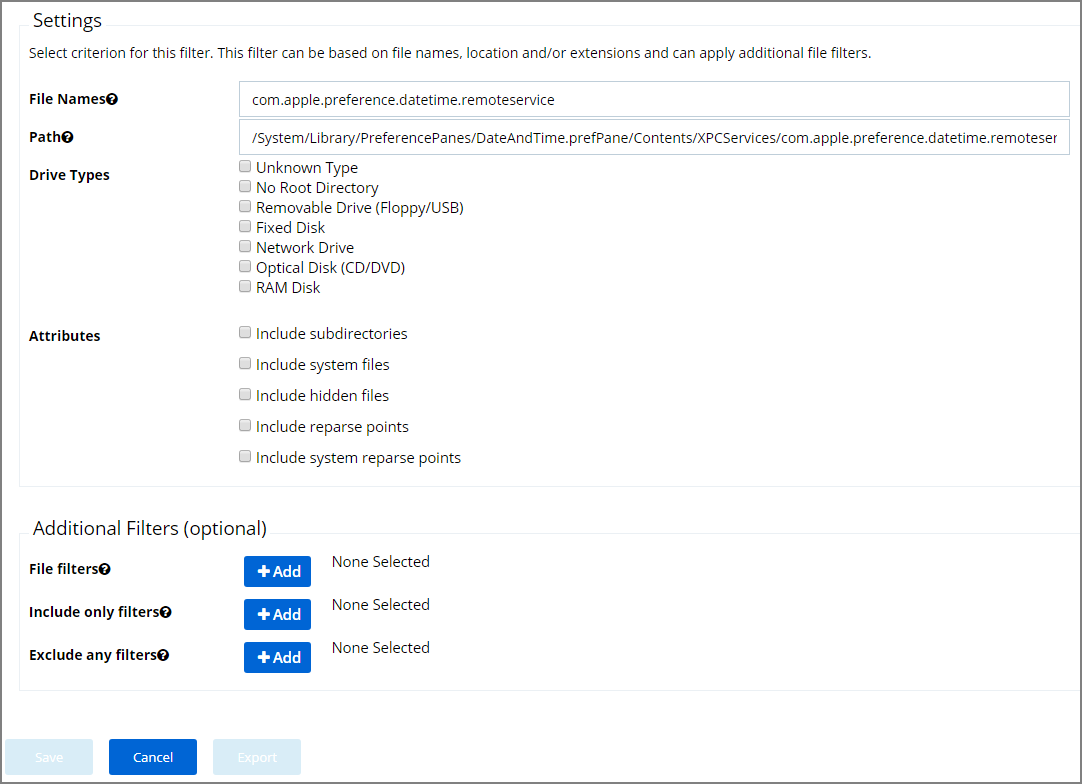 Settings
Select criterion for this filter. This filter can be based on file names, location and/or extensions and can apply additional file filters.
File Names
com.apple.preference.datetime.remoteservice
Path
/System/Library/PreferencePanes/DateAndTime.prefPane/Contents/XPCServices/com.apple.preference.datetime.remoteser
Drive Types
Unknown Type
No Root Directory
Removable Drive (Floppy/USB)
Fixed Disk
Network Drive
Optical Disk (CD/DVD)
RAM Disk
Attributes
Include subdirectories
Include system files
Include hidden files
Include reparse points
Include system reparse points
Additional Filters (optional)
File filters
+ Add
None Selected
Include only filters
+ Add
None Selected
Exclude any filters
+ Add
None Selected
Save
Cancel
Export